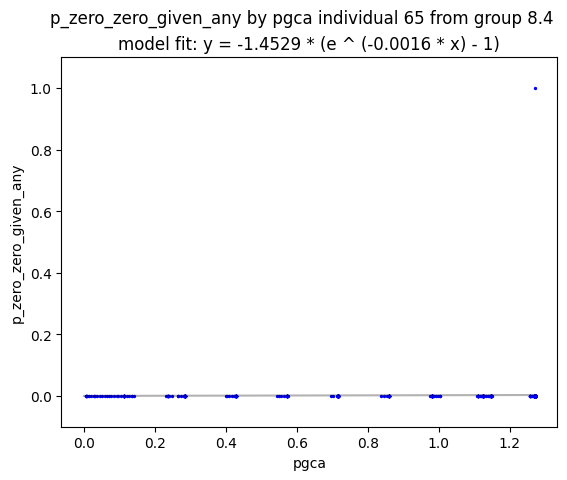 p_zero_zero_given_any by pgca individual 65 from group 8.4
model fit: y = -1.4529 * (e ^ (-0.0016 * x) - 1)
1.0
0.8
0.6
0.4
0.2
0.0
p_zero_zero_given_any
0.0 0.2 0.4 0.6 0.8 1.0 1.2
pgca